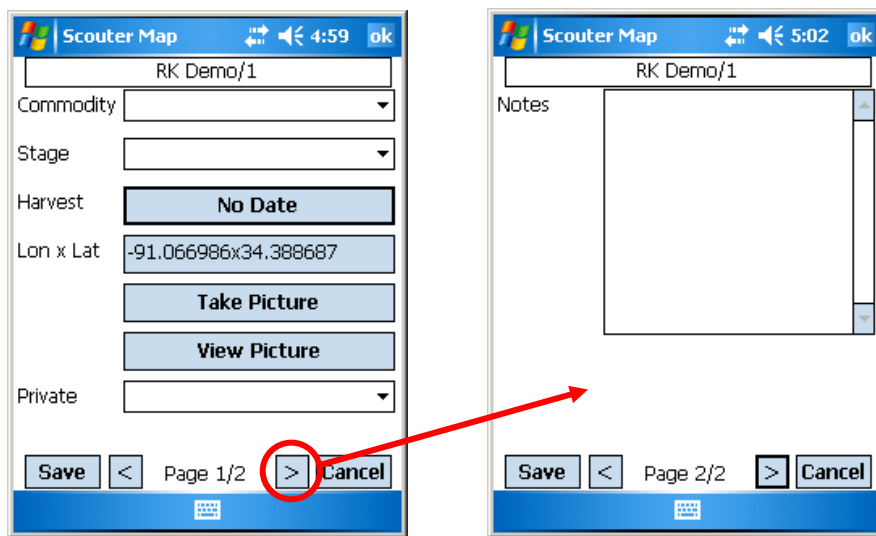 Scouter Map 4:59 ok
RK Demo/1
Commodity
Stage
Harvest No Date
Lon x Lat -91.066986x34.388687
Take Picture
View Picture
Private
Save < Page 1/2 > Cancel
Scouter Map 5:02 ok
RK Demo/1
Notes
Save < Page 2/2 > Cancel